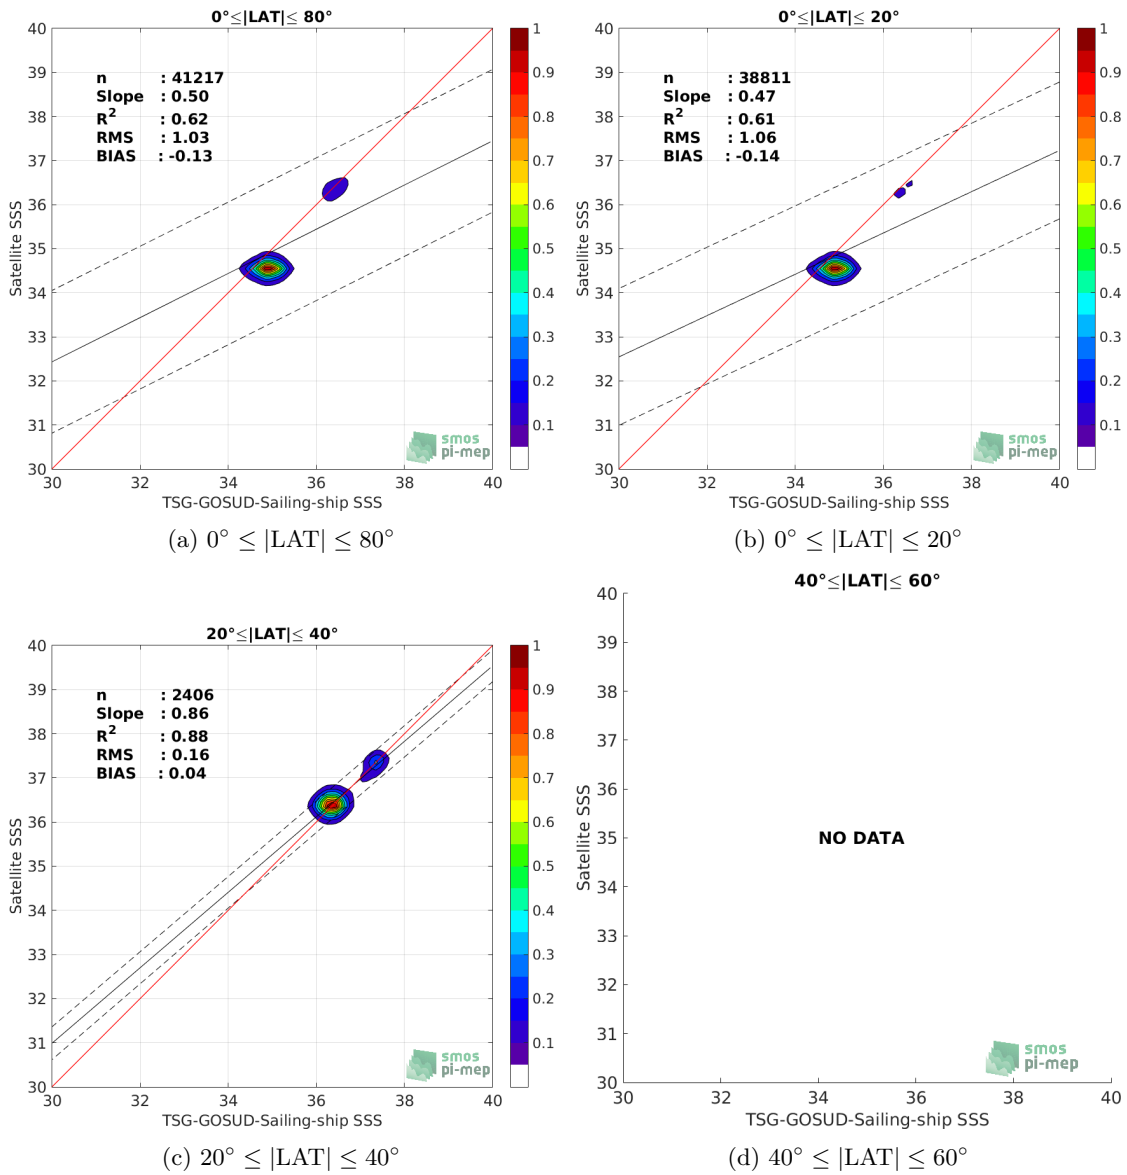 0°≤|LAT|≤ 80°
40
39
38
37
36
35
34
33
32
31
30
Satellite SSS
n : 41217
Slope : 0.50
R2 : 0.62
RMS : 1.03
BIAS : -0.13
smos
pi-mep
30 32 34 36 38 40
TSG-GOSUD-Sailing-ship SSS
1
0.9
0.8
0.7
0.6
0.5
0.4
0.3
0.2
0.1
(a) 0° ≤ |LAT| ≤ 80°
0°≤|LAT|≤ 20°
40
39
38
37
36
35
34
33
32
31
30
Satellite SSS
n : 38811
Slope : 0.47
R2 : 0.61
RMS : 1.06
BIAS : -0.14
smos
pi-mep
30 32 34 36 38 40
TSG-GOSUD-Sailing-ship SSS
1
0.9
0.8
0.7
0.6
0.5
0.4
0.3
0.2
0.1
(b) 0° ≤ |LAT| ≤ 20°
20°≤|LAT|≤ 40°
40
39
38
37
36
35
34
33
32
31
30
Satellite SSS
n : 2406
Slope : 0.86
R2 : 0.88
RMS : 0.16
BIAS : 0.04
smos
pi-mep
30 32 34 36 38 40
TSG-GOSUD-Sailing-ship SSS
1
0.9
0.8
0.7
0.6
0.5
0.4
0.3
0.2
0.1
(c) 20° ≤ |LAT| ≤ 40°
40°≤|LAT|≤ 60°
40
39
38
37
36
35
34
33
32
31
30
Satellite SSS
NO DATA
smos
pi-mep
30 32 34 36 38 40
TSG-GOSUD-Sailing-ship SSS
(d) 40° ≤ |LAT| ≤ 60°